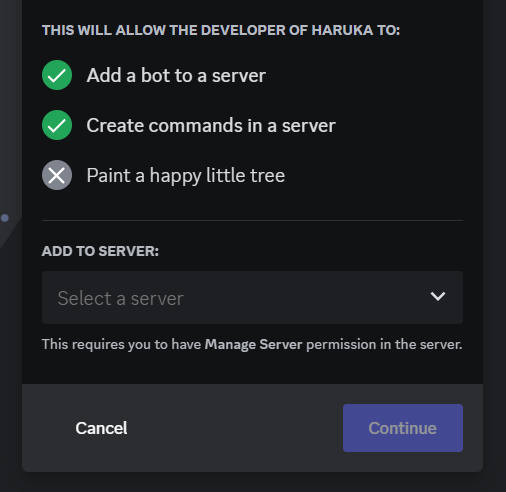 THIS WILL ALLOW THE DEVELOPER OF HARUKA TO:
Add a bot to a server
Create commands in a server
Paint a happy little tree
ADD TO SERVER:
Select a server
This requires you to have Manage Server permission in the server.
Cancel
Continue